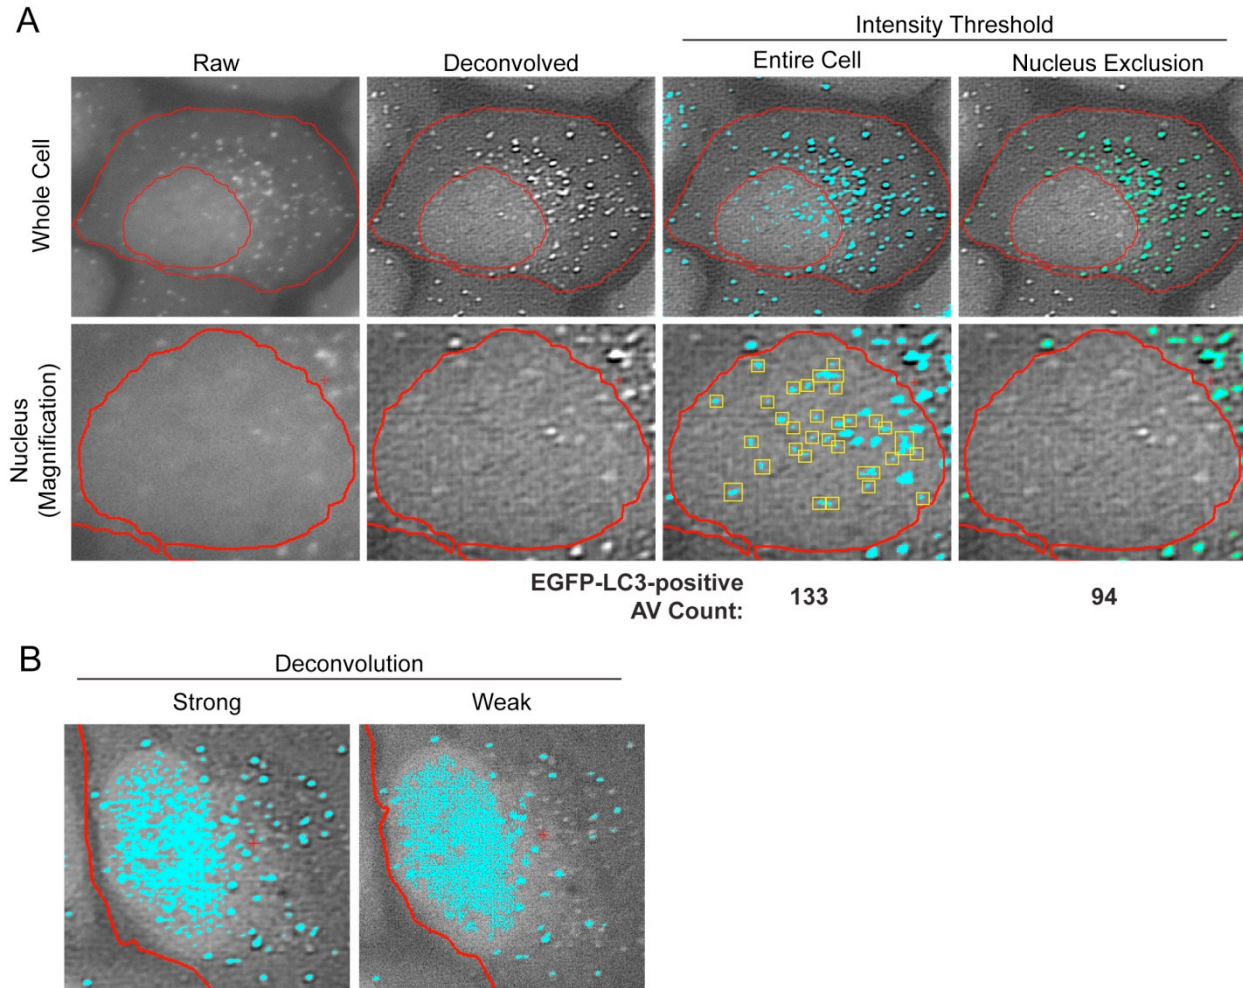 A
Intensity Threshold
Raw
Deconvolved
Entire Cell
Nucleus Exclusion
Whole Cell
Nucleus
(Magnification)
EGFP-LC3-positive
AV Count:
133
94
B
Deconvolution
Strong
Weak